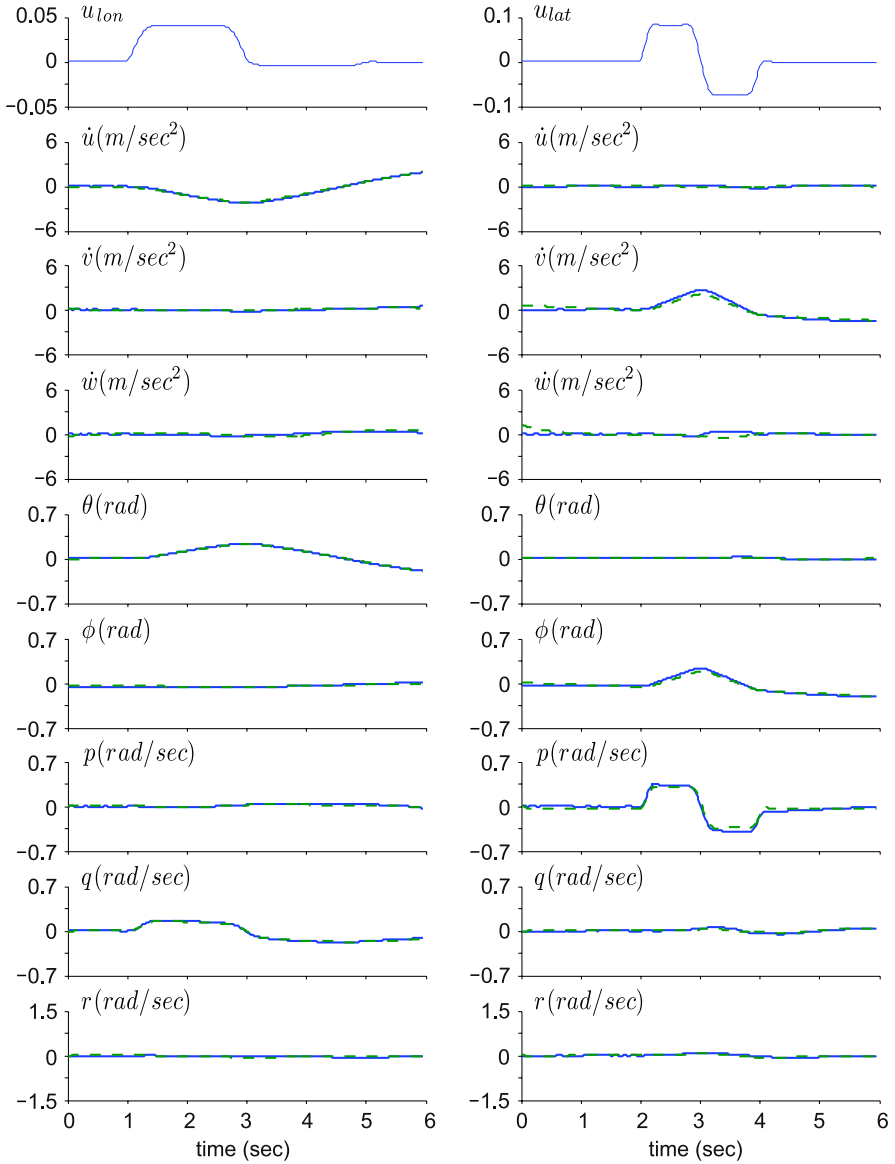 u_{lon}
0.05
0
−0.05
u̇(m/sec²)
6
0
−6
v̇(m/sec²)
6
0
−6
ẇ(m/sec²)
6
0
−6
θ(rad)
0.7
0
−0.7
ϕ(rad)
0.7
0
−0.7
p(rad/sec)
0.7
0
−0.7
q(rad/sec)
0.7
0
−0.7
r(rad/sec)
1.5
0
−1.5
0 1 2 3 4 5 6
time (sec)
u_{lat}
0.1
0
−0.1
u̇(m/sec²)
6
0
−6
v̇(m/sec²)
6
0
−6
ẇ(m/sec²)
6
0
−6
θ(rad)
0.7
0
−0.7
ϕ(rad)
0.7
0
−0.7
p(rad/sec)
0.7
0
−0.7
q(rad/sec)
0.7
0
−0.7
r(rad/sec)
1.5
0
−1.5
0 1 2 3 4 5 6
time (sec)